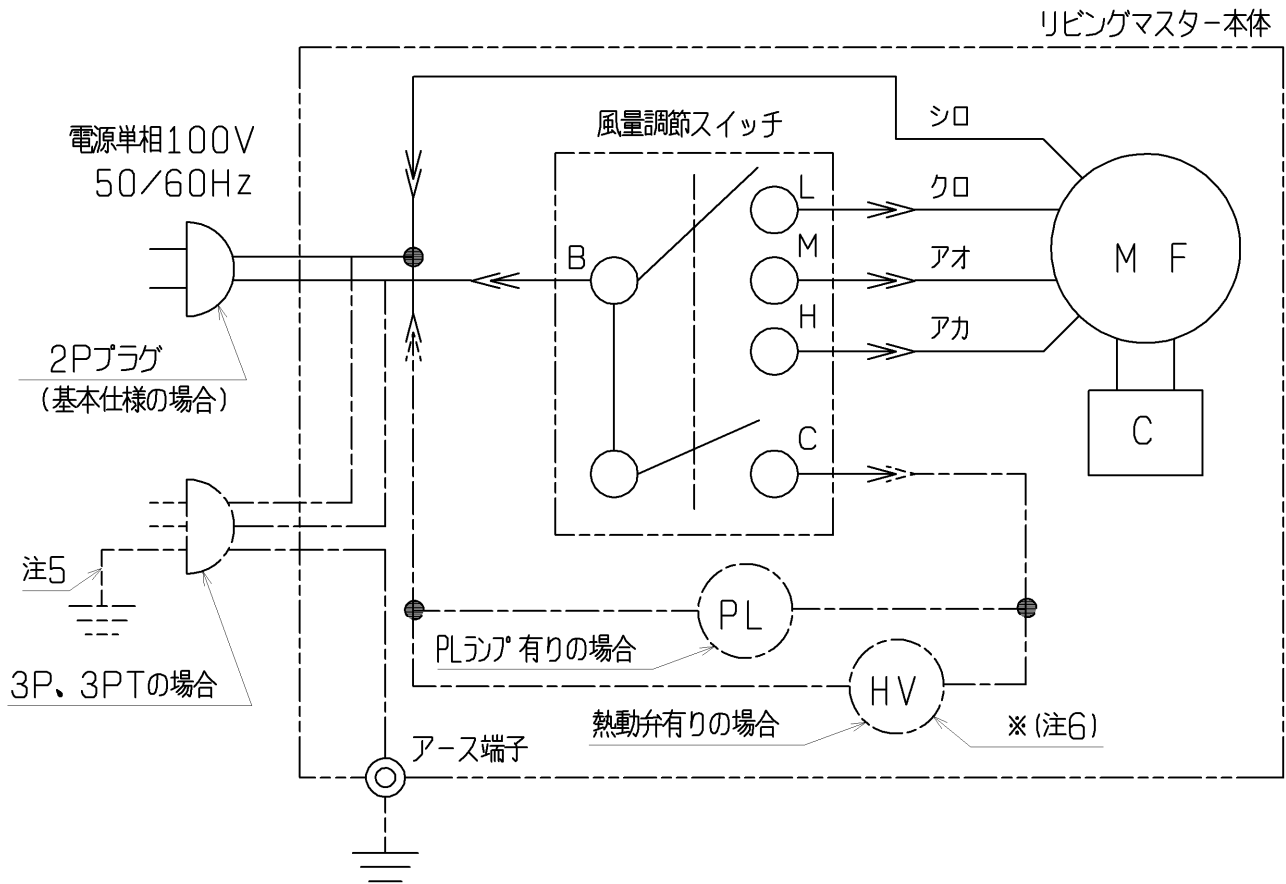 リビングマスター本体
電源単相100V
50/60Hz
風量調節スイッチ
シロ
クロ
アオ
アカ
L
M
H
B
C
M F
C
2Pプラグ
(基本仕様の場合)
注5
3P、3PTの場合
PL
PLランプ有りの場合
HV
熱動弁有りの場合
※(注6)
アース端子